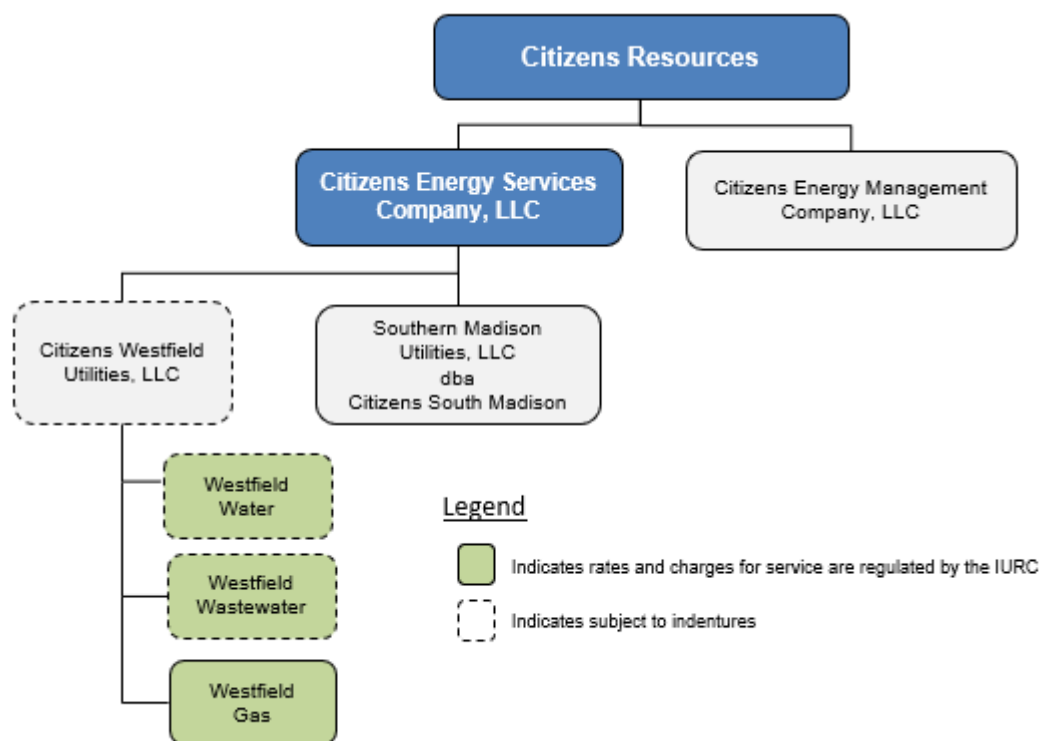 Citizens Resources
Citizens Energy Services
Company, LLC
Citizens Energy Management
Company, LLC
Citizens Westfield
Utilities, LLC
Southern Madison
Utilities, LLC
dba
Citizens South Madison
Westfield
Water
Westfield
Wastewater
Westfield
Gas
Legend
Indicates rates and charges for service are regulated by the IURC
Indicates subject to indentures